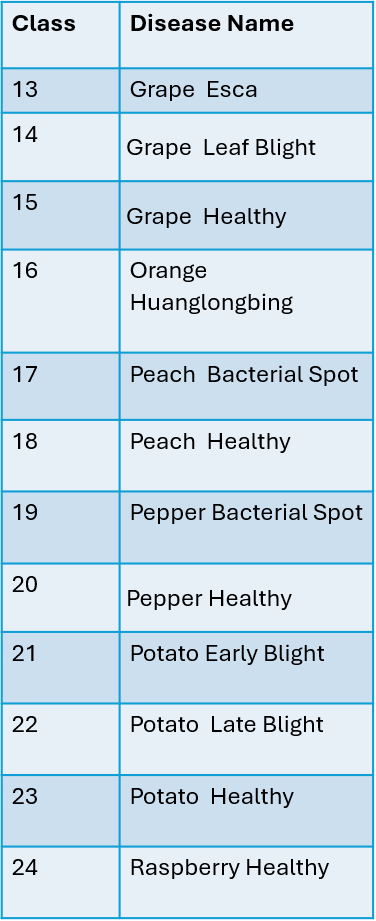 Class Disease Name
13 Grape Esca
14 Grape Leaf Blight
15 Grape Healthy
16 Orange
Huanglongbing
17 Peach Bacterial Spot
18 Peach Healthy
19 Pepper Bacterial Spot
20 Pepper Healthy
21 Potato Early Blight
22 Potato Late Blight
23 Potato Healthy
24 Raspberry Healthy